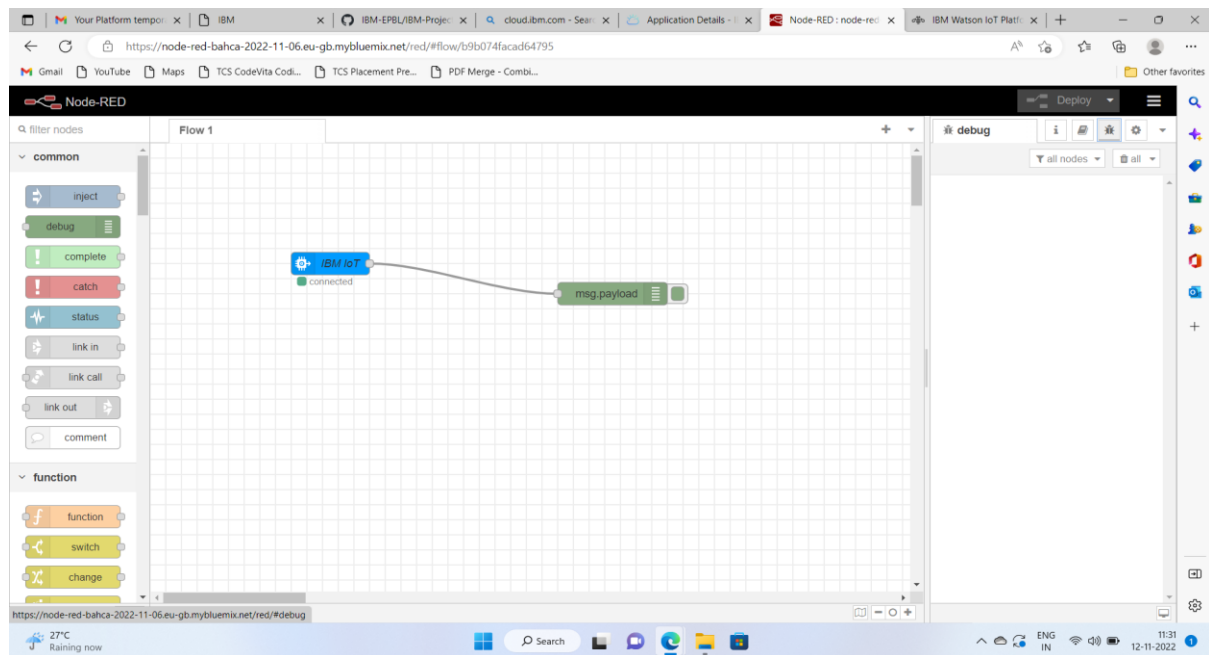 Your Platform tempor
IBM
IBM-EPBL/IBM-Projec
cloud.ibm.com - Sear
Application Details - I
Node-RED : node-red
IBM Watson IoT Platf
https://node-red-bahca-2022-11-06.eu-gb.mybluemix.net/red/#flow/b9b074facad64795
Gmail YouTube Maps TCS CodeVita Codi... TCS Placement Pre... PDF Merge - Combi... Other favorites
Node-RED Deploy
filter nodes Flow 1 debug
all nodes all
common
inject
debug
complete
catch
status
link in
link call
link out
comment
function
function
switch
change
IBM IoT
connected
msg.payload
https://node-red-bahca-2022-11-06.eu-gb.mybluemix.net/red/#debug
27°C
Raining now
Search
ENG
IN
11:31
12-11-2022
1